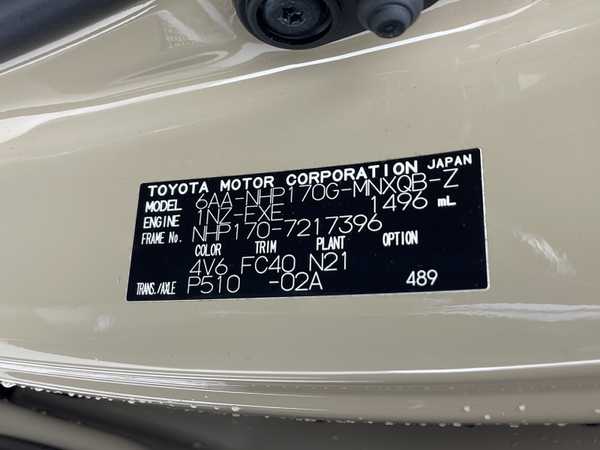 TOYOTA MOTOR CORPORATION JAPAN
MODEL 6AA-NHP170G-MNXQB-Z
ENGINE 1NZ-EXE 1496 mL
FRAME No. NHP170-7217396
COLOR TRIM PLANT OPTION
4V6 FC40 N21
TRANS./AXLE P510 -02A 489